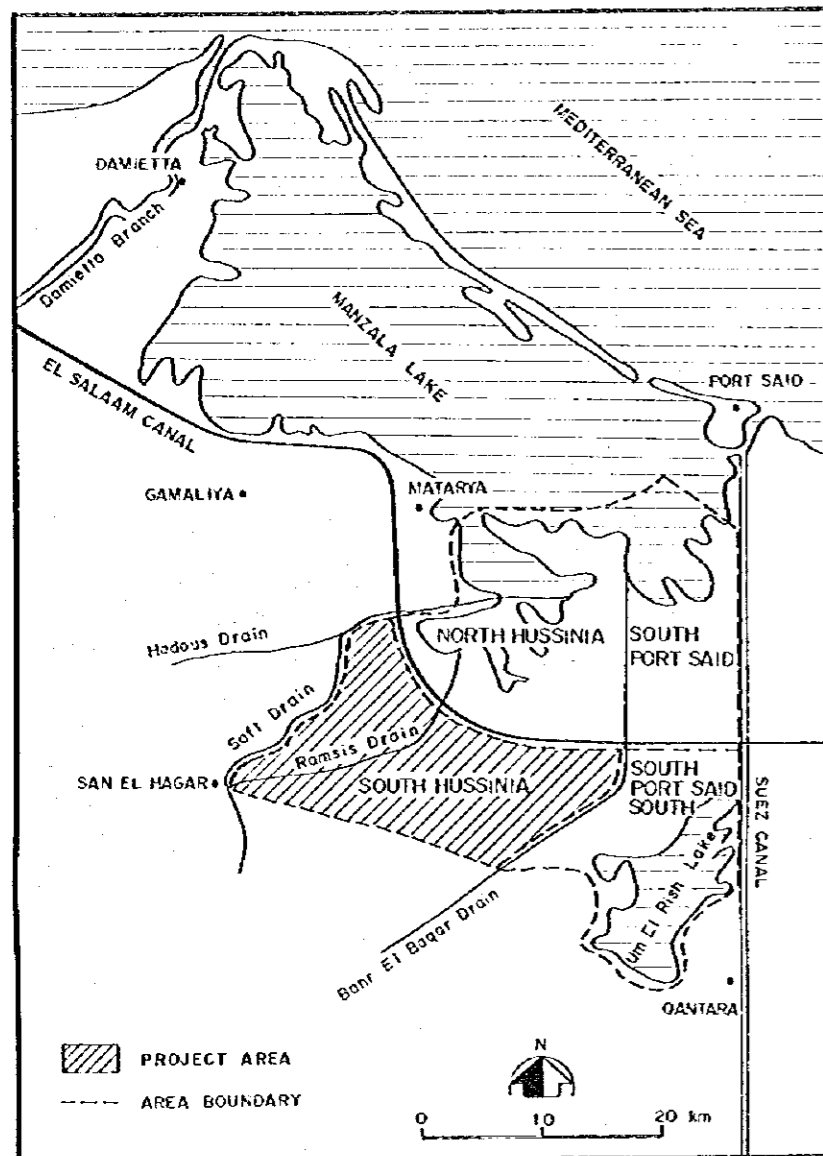 MEDITERRANEAN SEA
DAMIETTA
Damietta Branch
MANZALA LAKE
EL SALAAM CANAL
PORT SAID
GAMALIYA
MATARYA
Hadous Drain
NORTH HUSSINIA
SOUTH
PORT SAID
Saft Drain
Ramsis Drain
SAN EL HAGAR
SOUTH HUSSINIA
SOUTH
PORT SAID
SOUTH
SUEZ CANAL
Um El Rish Lake
Bahr El Baqar Drain
QANTARA
PROJECT AREA
AREA BOUNDARY
N
0 10 20 km